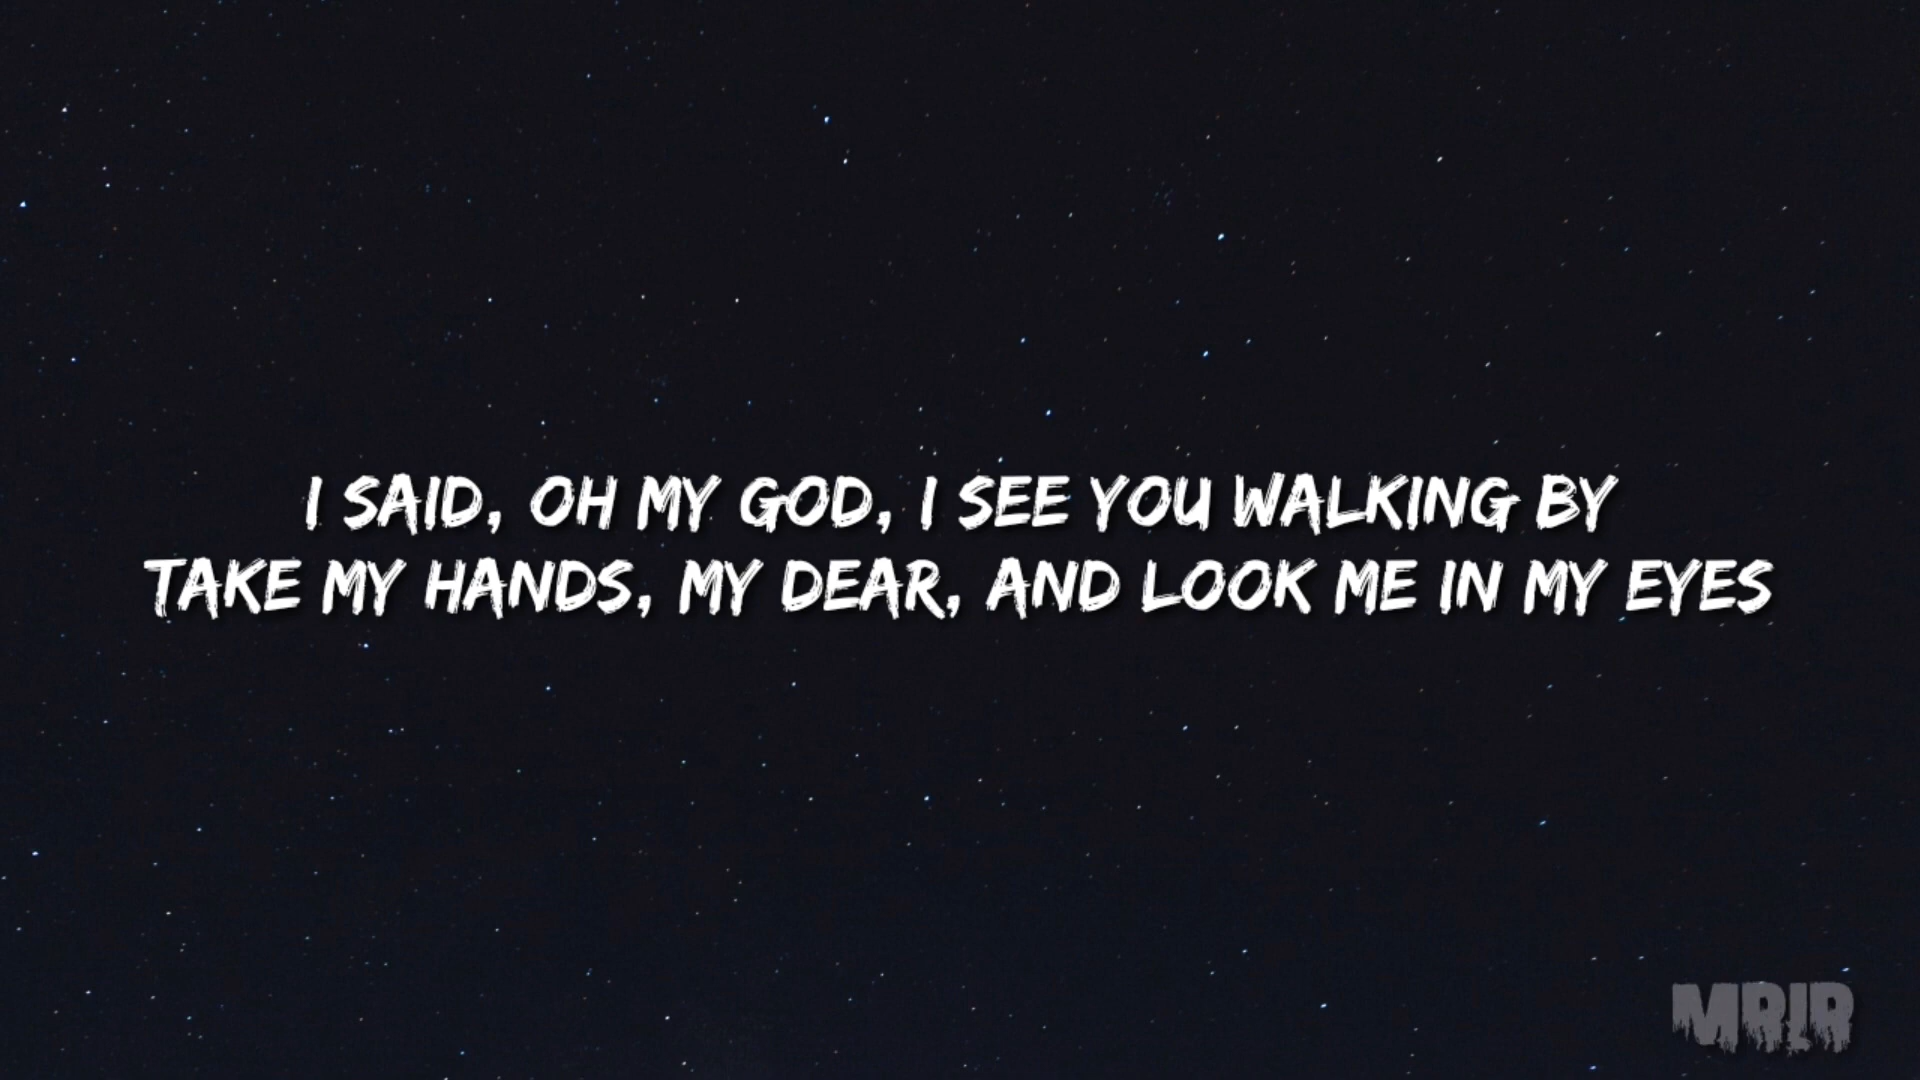 I SAID, OH MY GOD, I SEE YOU WALKING BY
TAKE MY HANDS, MY DEAR, AND LOOK ME IN MY EYES
MRLR